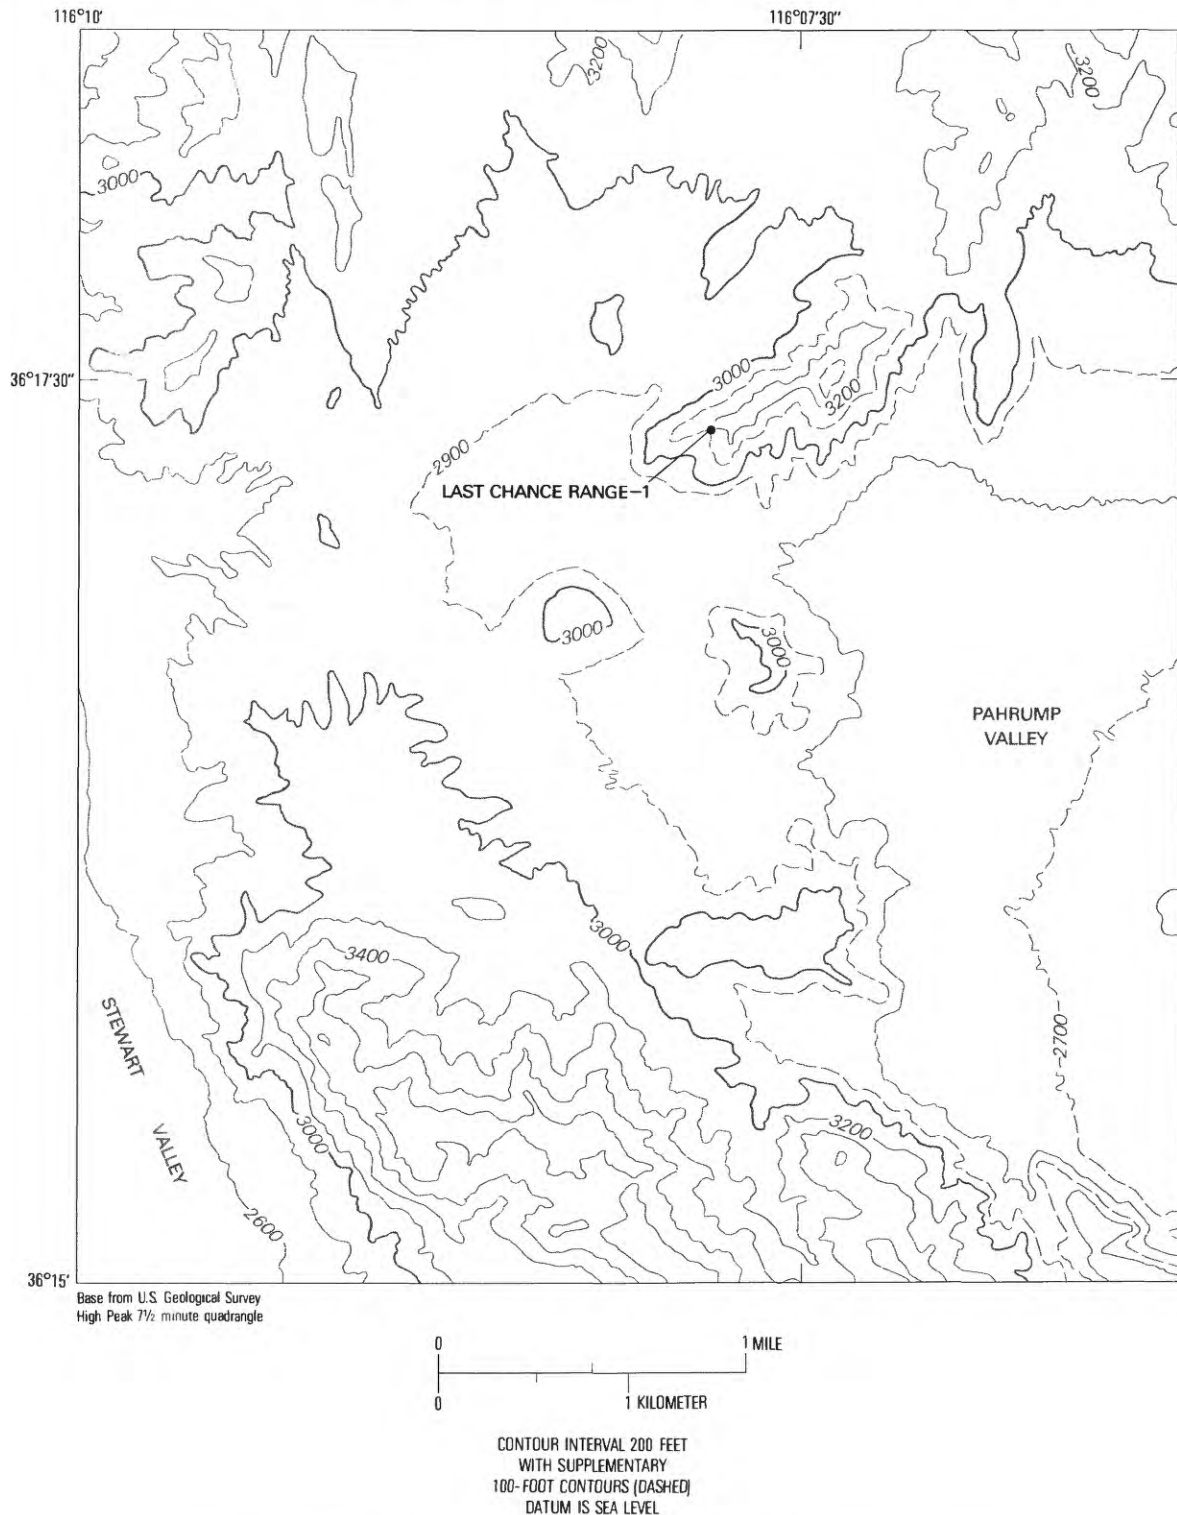 116°10'
116°07'30"
3200
3200
3000
36°17'30"
3000
3200
2900
LAST CHANCE RANGE-1
3000
3000
PAHRUMP
VALLEY
3000
3400
STEWART
VALLEY
2700
3000
3200
2600
36°15'
Base from U.S. Geological Survey
High Peak 7½ minute quadrangle
0 1 MILE
0 1 KILOMETER
CONTOUR INTERVAL 200 FEET
WITH SUPPLEMENTARY
100-FOOT CONTOURS (DASHED)
DATUM IS SEA LEVEL